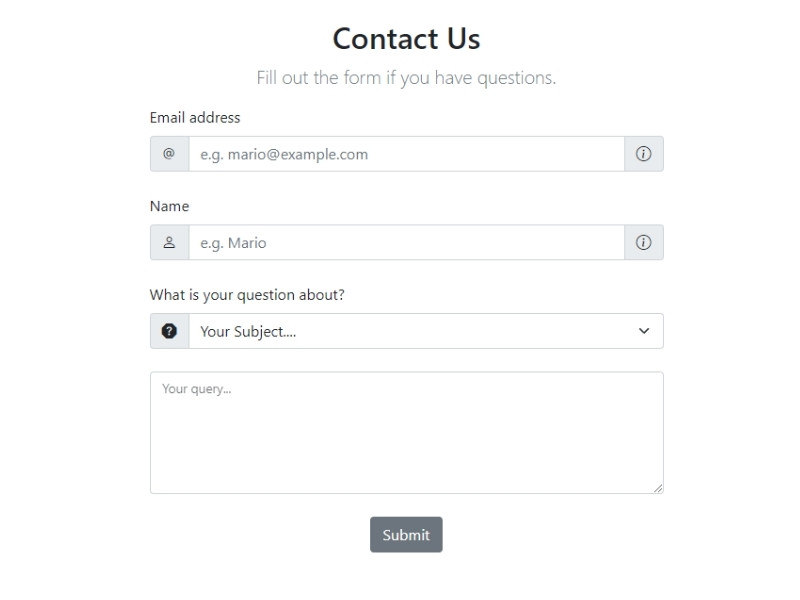 Contact Us
Fill out the form if you have questions.
Email address
@ e.g. mario@example.com
Name
e.g. Mario
What is your question about?
? Your Subject....
Your query...
Submit